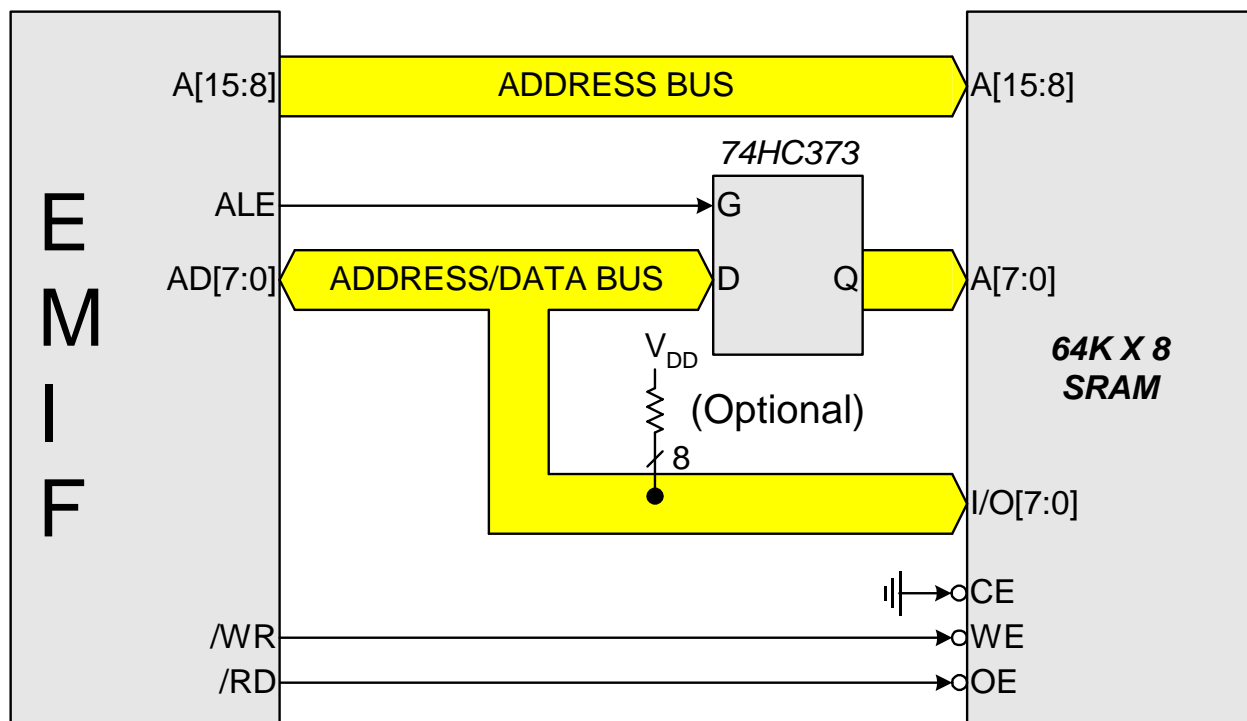 A[15:8] ADDRESS BUS A[15:8]
74HC373
ALE G
AD[7:0] ADDRESS/DATA BUS D Q A[7:0]
E
M
I
F
64K X 8
SRAM
VDD
(Optional)
8
I/O[7:0]
CE
/WR WE
/RD OE